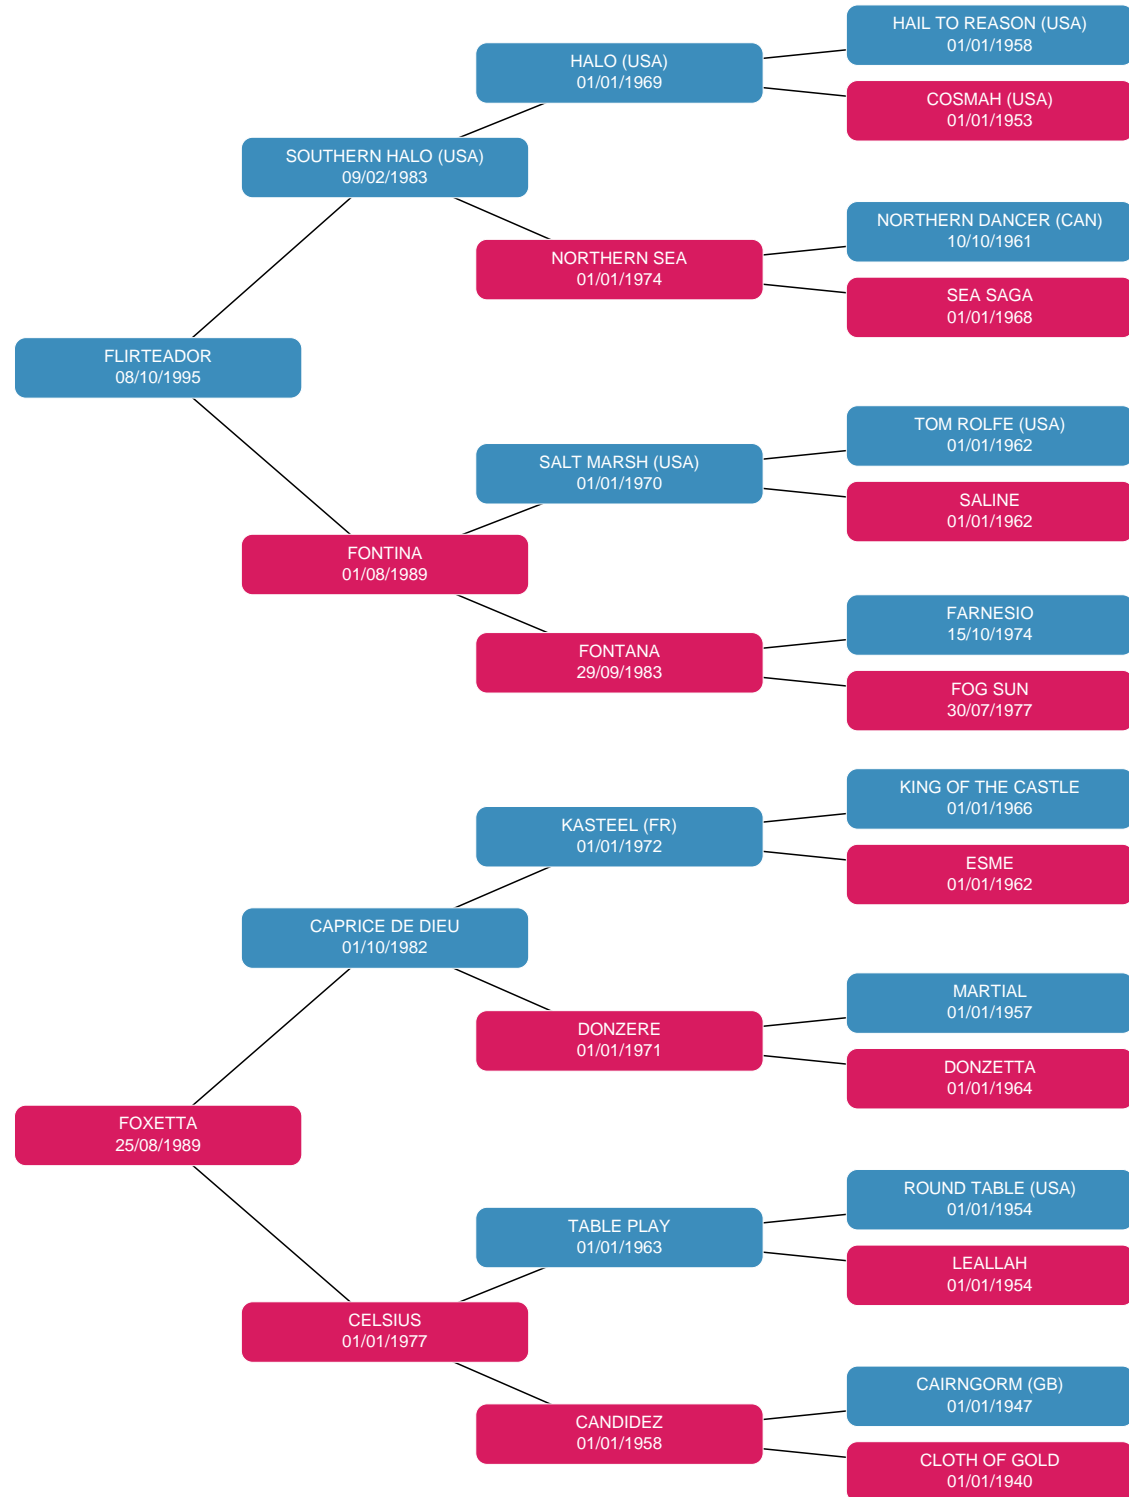 HAIL TO REASON (USA)
01/01/1958
HALO (USA)
01/01/1969
COSMAH (USA)
01/01/1953
SOUTHERN HALO (USA)
09/02/1983
NORTHERN DANCER (CAN)
10/10/1961
NORTHERN SEA
01/01/1974
SEA SAGA
01/01/1968
FLIRTEADOR
08/10/1995
TOM ROLFE (USA)
01/01/1962
SALT MARSH (USA)
01/01/1970
SALINE
01/01/1962
FONTINA
01/08/1989
FARNESIO
15/10/1974
FONTANA
29/09/1983
FOG SUN
30/07/1977
KING OF THE CASTLE
01/01/1966
KASTEEL (FR)
01/01/1972
ESME
01/01/1962
CAPRICE DE DIEU
01/10/1982
MARTIAL
01/01/1957
DONZERE
01/01/1971
DONZETTA
01/01/1964
FOXETTA
25/08/1989
ROUND TABLE (USA)
01/01/1954
TABLE PLAY
01/01/1963
LEALLAH
01/01/1954
CELSIUS
01/01/1977
CAIRNGORM (GB)
01/01/1947
CANDIDEZ
01/01/1958
CLOTH OF GOLD
01/01/1940